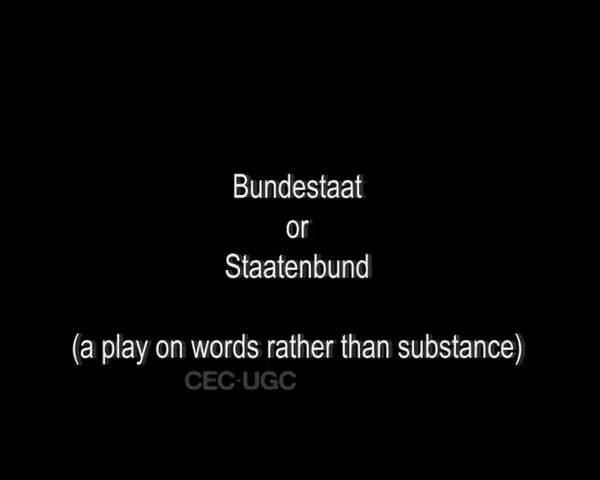 Bundestaat
or
Staatenbund
(a play on words rather than substance)
CEC·UGC